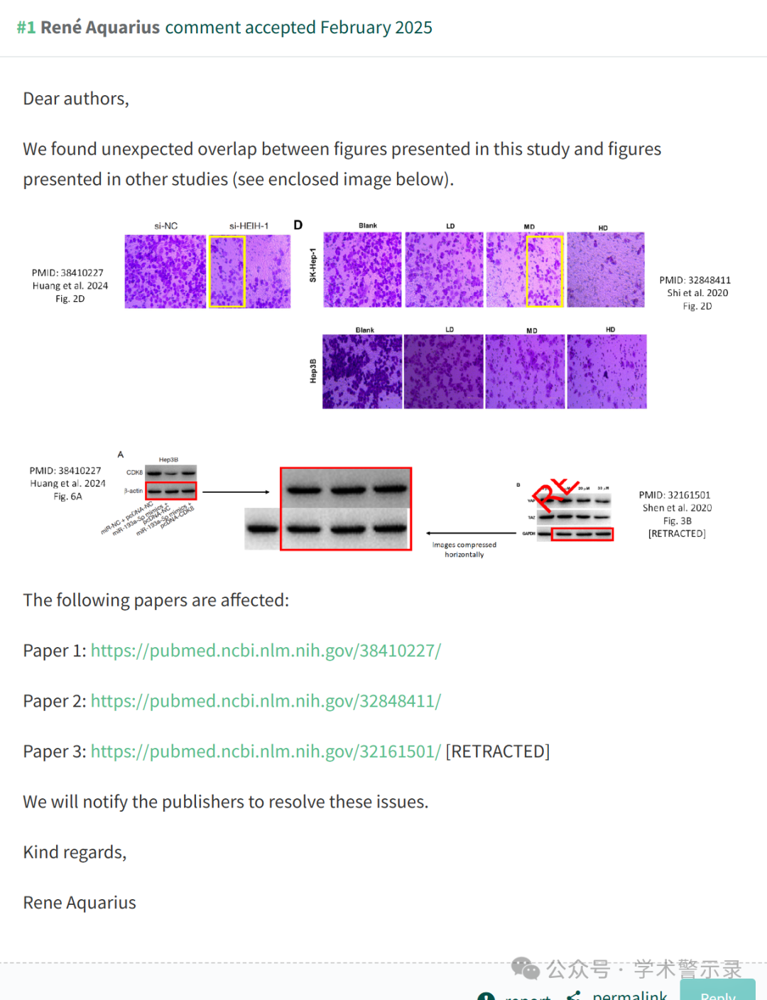 #1 René Aquarius comment accepted February 2025
Dear authors,
We found unexpected overlap between figures presented in this study and figures
presented in other studies (see enclosed image below).
si-NC
si-HEIH-1
D
Blank
LD
MD
HD
SK-Hep-1
PMID: 38410227
Huang et al. 2024
Fig. 2D
PMID: 32848411
Shi et al. 2020
Fig. 2D
Blank
LD
MD
HD
Hep3B
A
Hep3B
PMID: 38410227
Huang et al. 2024
Fig. 6A
CDK8
β-actin
miR-NC + pcDNA-NC
miR-193a-5p mimics +
pcDNA-NC
miR-193a-5p mimics +
pcDNA-CDK8
B
RE
20 μM
30 μM
YAP
TAZ
GAPDH
Images compressed
horizontally
PMID: 32161501
Shen et al. 2020
Fig. 3B
[RETRACTED]
The following papers are affected:
Paper 1: https://pubmed.ncbi.nlm.nih.gov/38410227/
Paper 2: https://pubmed.ncbi.nlm.nih.gov/32848411/
Paper 3: https://pubmed.ncbi.nlm.nih.gov/32161501/ [RETRACTED]
We will notify the publishers to resolve these issues.
Kind regards,
Rene Aquarius
公众号 · 学术警示录
report
permalink
Reply